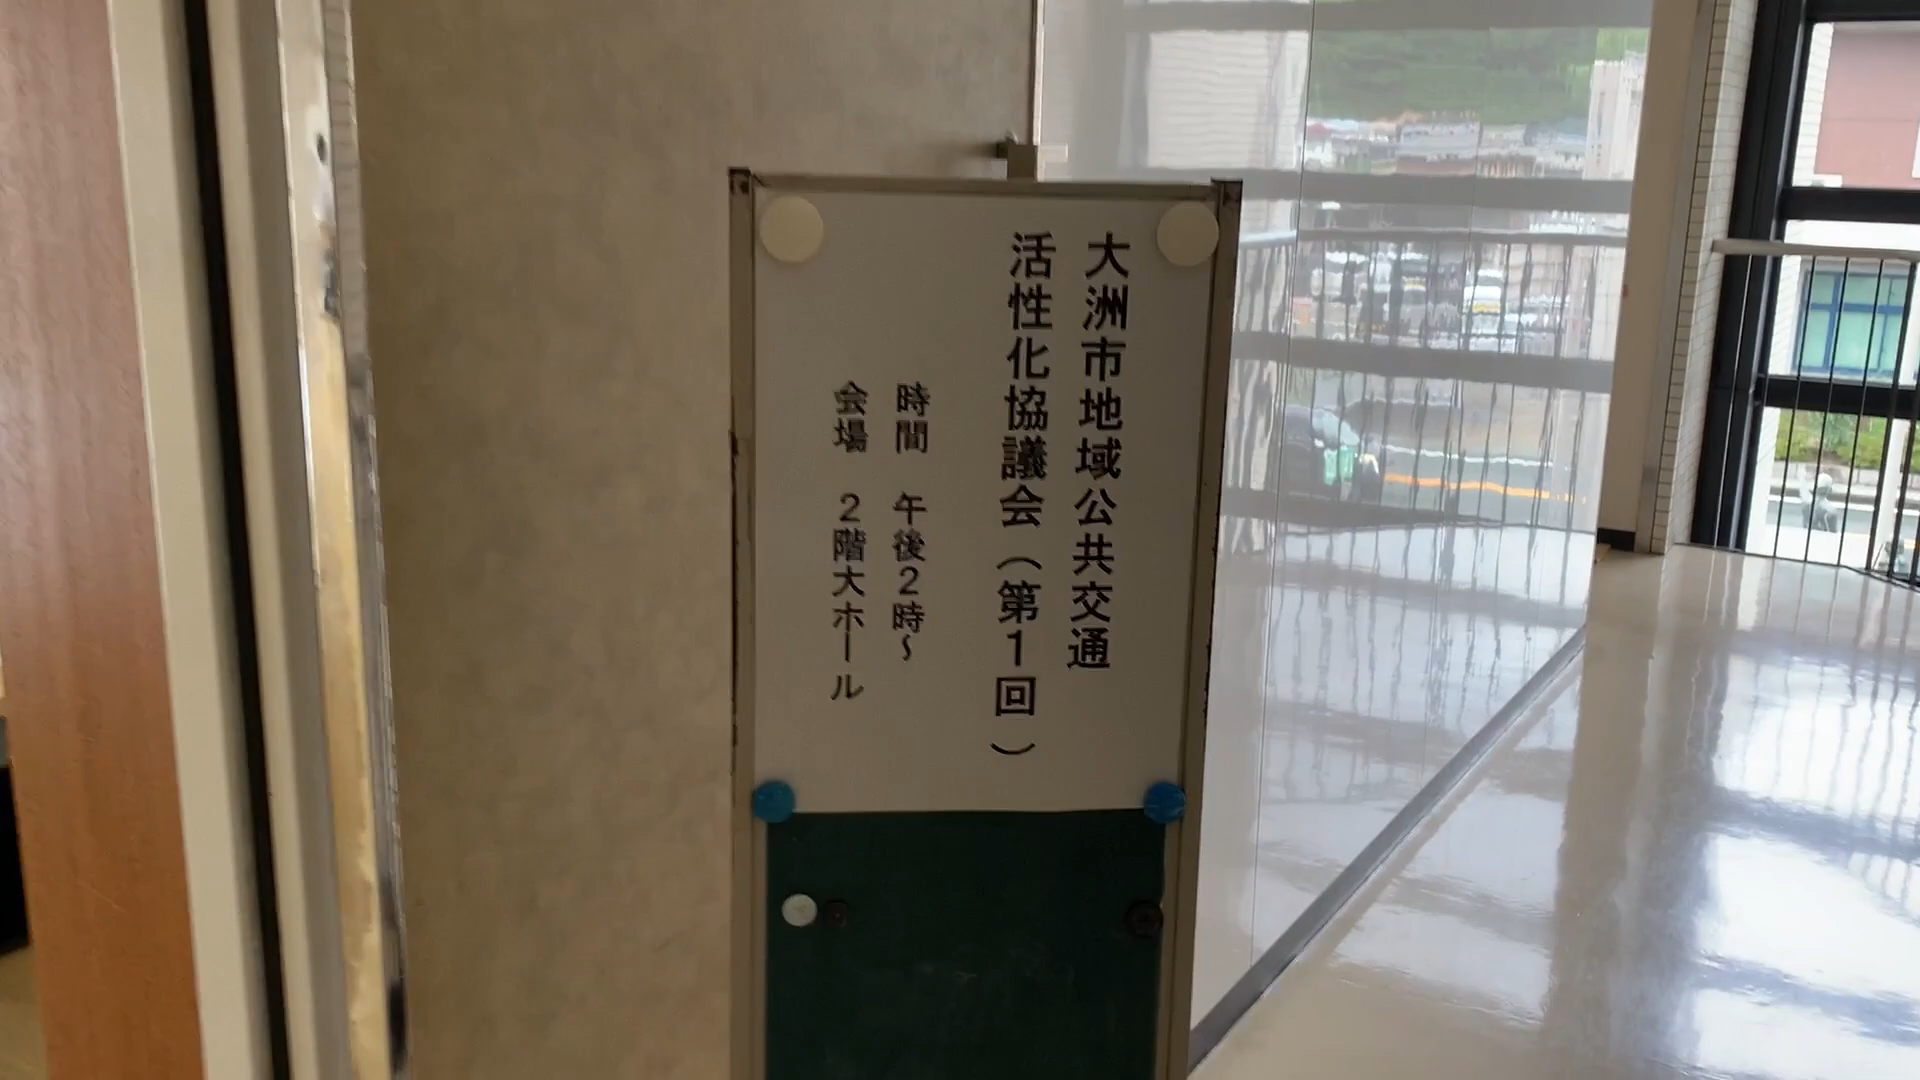 大洲市地域公共交通
活性化協議会（第１回）
時間　午後２時～
会場　２階大ホール